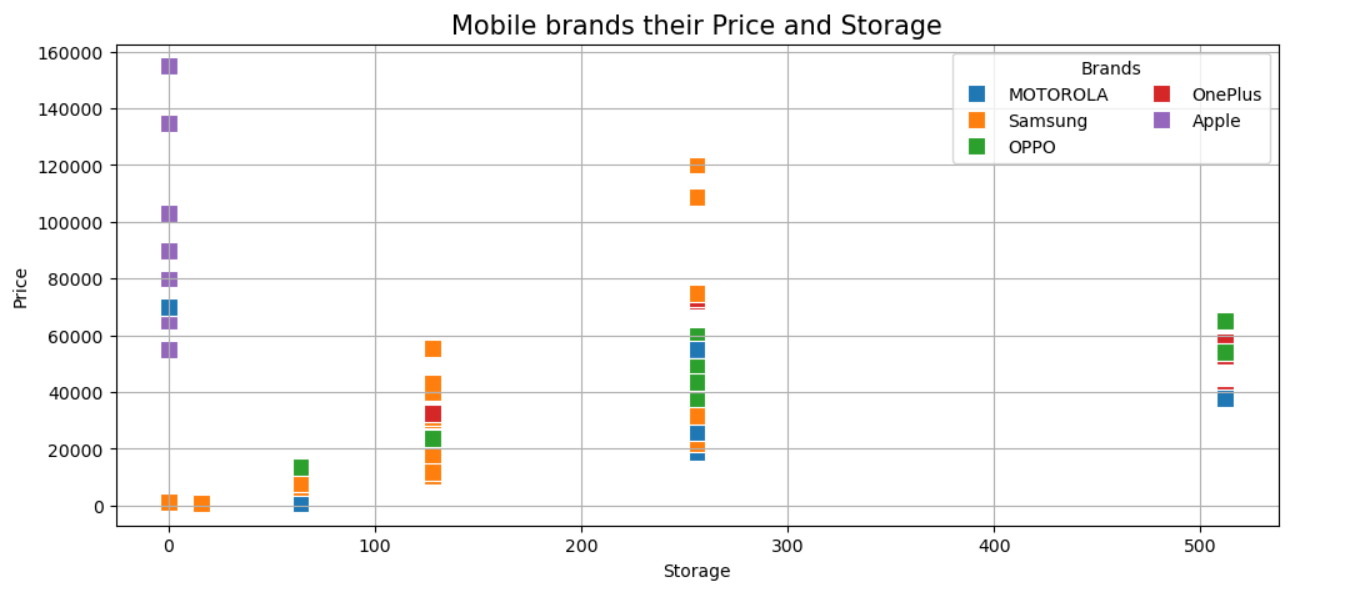 Mobile brands their Price and Storage
160000
140000
120000
100000
80000
60000
40000
20000
0
Price
Brands
MOTOROLA
Samsung
OPPO
OnePlus
Apple
0 100 200 300 400 500
Storage